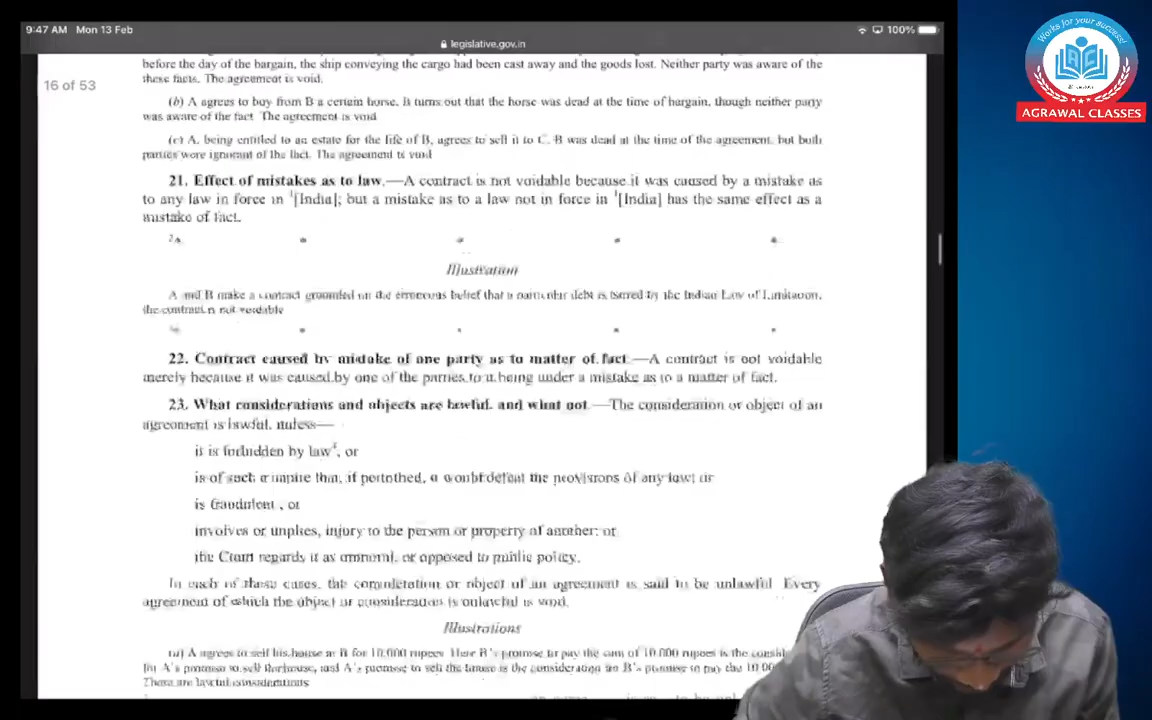 9:47 AM Mon 13 Feb
100%
legislative.gov.in
16 of 53
before the day of the bargain, the ship conveying the cargo had been cast away and the goods lost. Neither party was aware of the
these facts. The agreement is void.
(b) A agrees to buy from B a certain horse. It turns out that the horse was dead at the time of bargain, though neither party
was aware of the fact. The agreement is void
(c) A, being entitled to an estate for the life of B, agrees to sell it to C. B was dead at the time of the agreement, but both
parties were ignorant of the fact. The agreement is void
21. Effect of mistakes as to law.—A contract is not voidable because it was caused by a mistake as
to any law in force in 1[India]; but a mistake as to a law not in force in 1[India] has the same effect as a
mistake of fact.
2* * * * *
Illustration
A and B make a contract grounded on the erroneous belief that a particular debt is barred by the Indian Law of Limitation,
the contract is not voidable
* * * *
22. Contract caused by mistake of one party as to matter of fact.—A contract is not voidable
merely because it was caused by one of the parties to it being under a mistake as to a matter of fact.
23. What considerations and objects are lawful, and what not.—The consideration or object of an
agreement is lawful, unless—
it is forbidden by law, or
is of such a nature that, if permitted, it would defeat the provisions of any law; or
is fraudulent, or
involves or implies, injury to the person or property of another; or
the Court regards it as immoral, or opposed to public policy.
In each of these cases, the consideration or object of an agreement is said to be unlawful. Every
agreement of which the object or consideration is unlawful is void.
Illustrations
(a) A agrees to sell his house to B for 10,000 rupees. Here B's promise to pay the sum of 10,000 rupees is the
for A's promise to sell the house, and A's promise to sell the house is the consideration for B's promise to pay the 10
These are lawful considerations
Works for your success!
AGRAWAL CLASSES